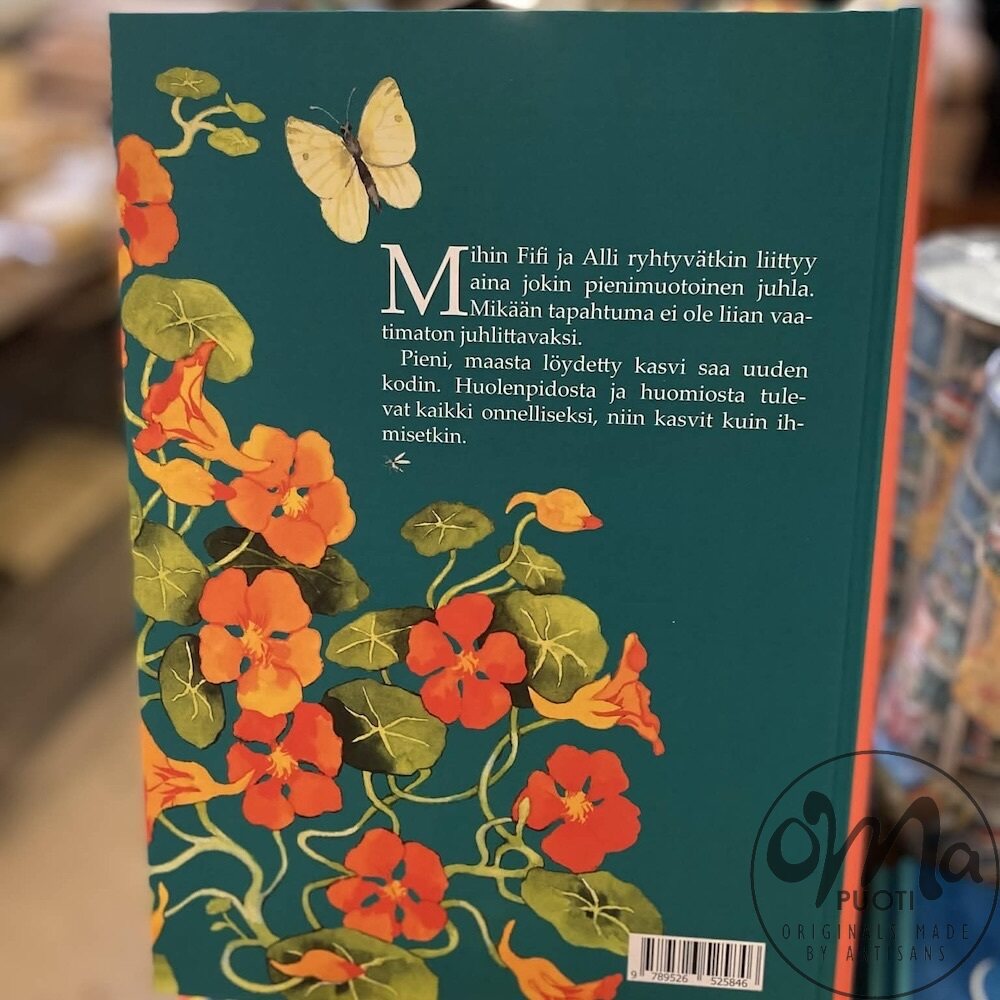 Mihin Fifi ja Alli ryhtyvätkin liittyy
aina jokin pienimuotoinen juhla.
Mikään tapahtuma ei ole liian vaa-
timaton juhlittavaksi.
Pieni, maasta löydetty kasvi saa uuden
kodin. Huolenpidosta ja huomiosta tule-
vat kaikki onnelliseksi, niin kasvit kuin ih-
misetkin.
9 789526 525846
oma
PUOTI
ORIGINALS MADE
BY ARTISANS